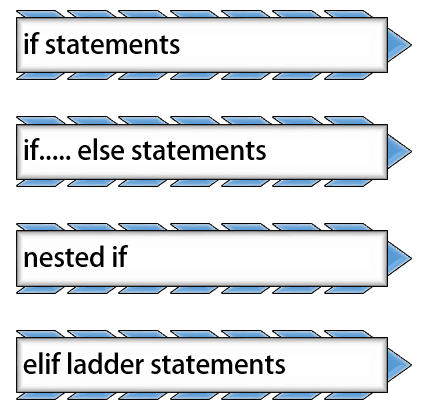 if statements
if..... else statements
nested if
elif ladder statements